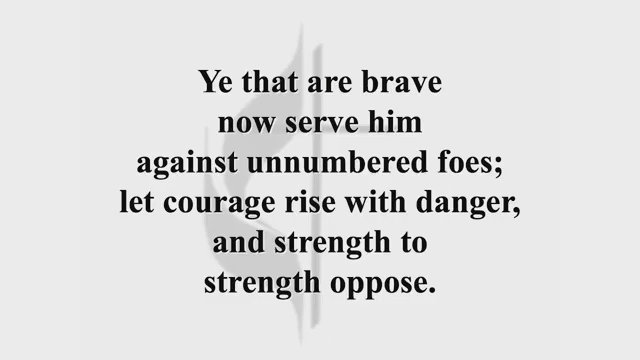 Ye that are brave
now serve him
against unnumbered foes;
let courage rise with danger,
and strength to
strength oppose.